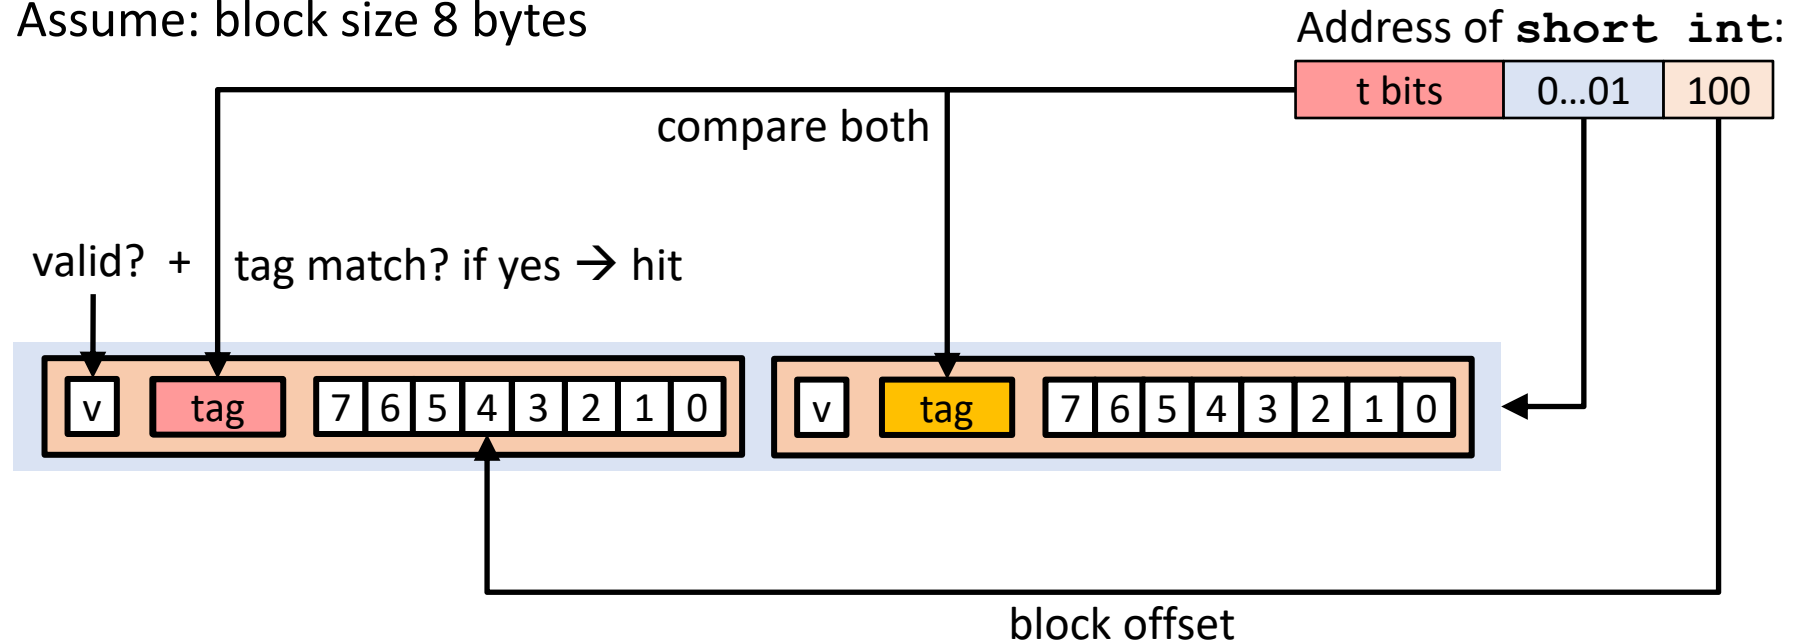 Assume: block size 8 bytes
Address of short int:
t bits 0...01 100
compare both
valid? + tag match? if yes → hit
v tag 7 6 5 4 3 2 1 0 v tag 7 6 5 4 3 2 1 0
block offset